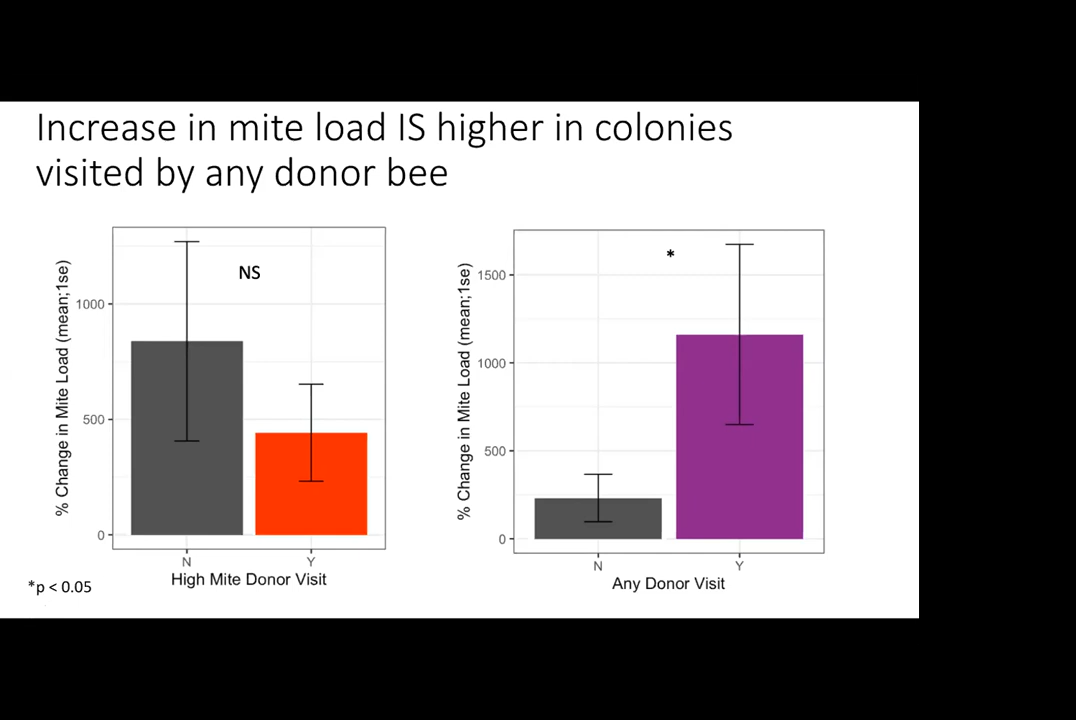 Increase in mite load IS higher in colonies
visited by any donor bee
% Change in Mite Load (mean;1se)
1000
500
0
NS
N
Y
High Mite Donor Visit
% Change in Mite Load (mean;1se)
1500
1000
500
0
*
N
Y
Any Donor Visit
*p < 0.05